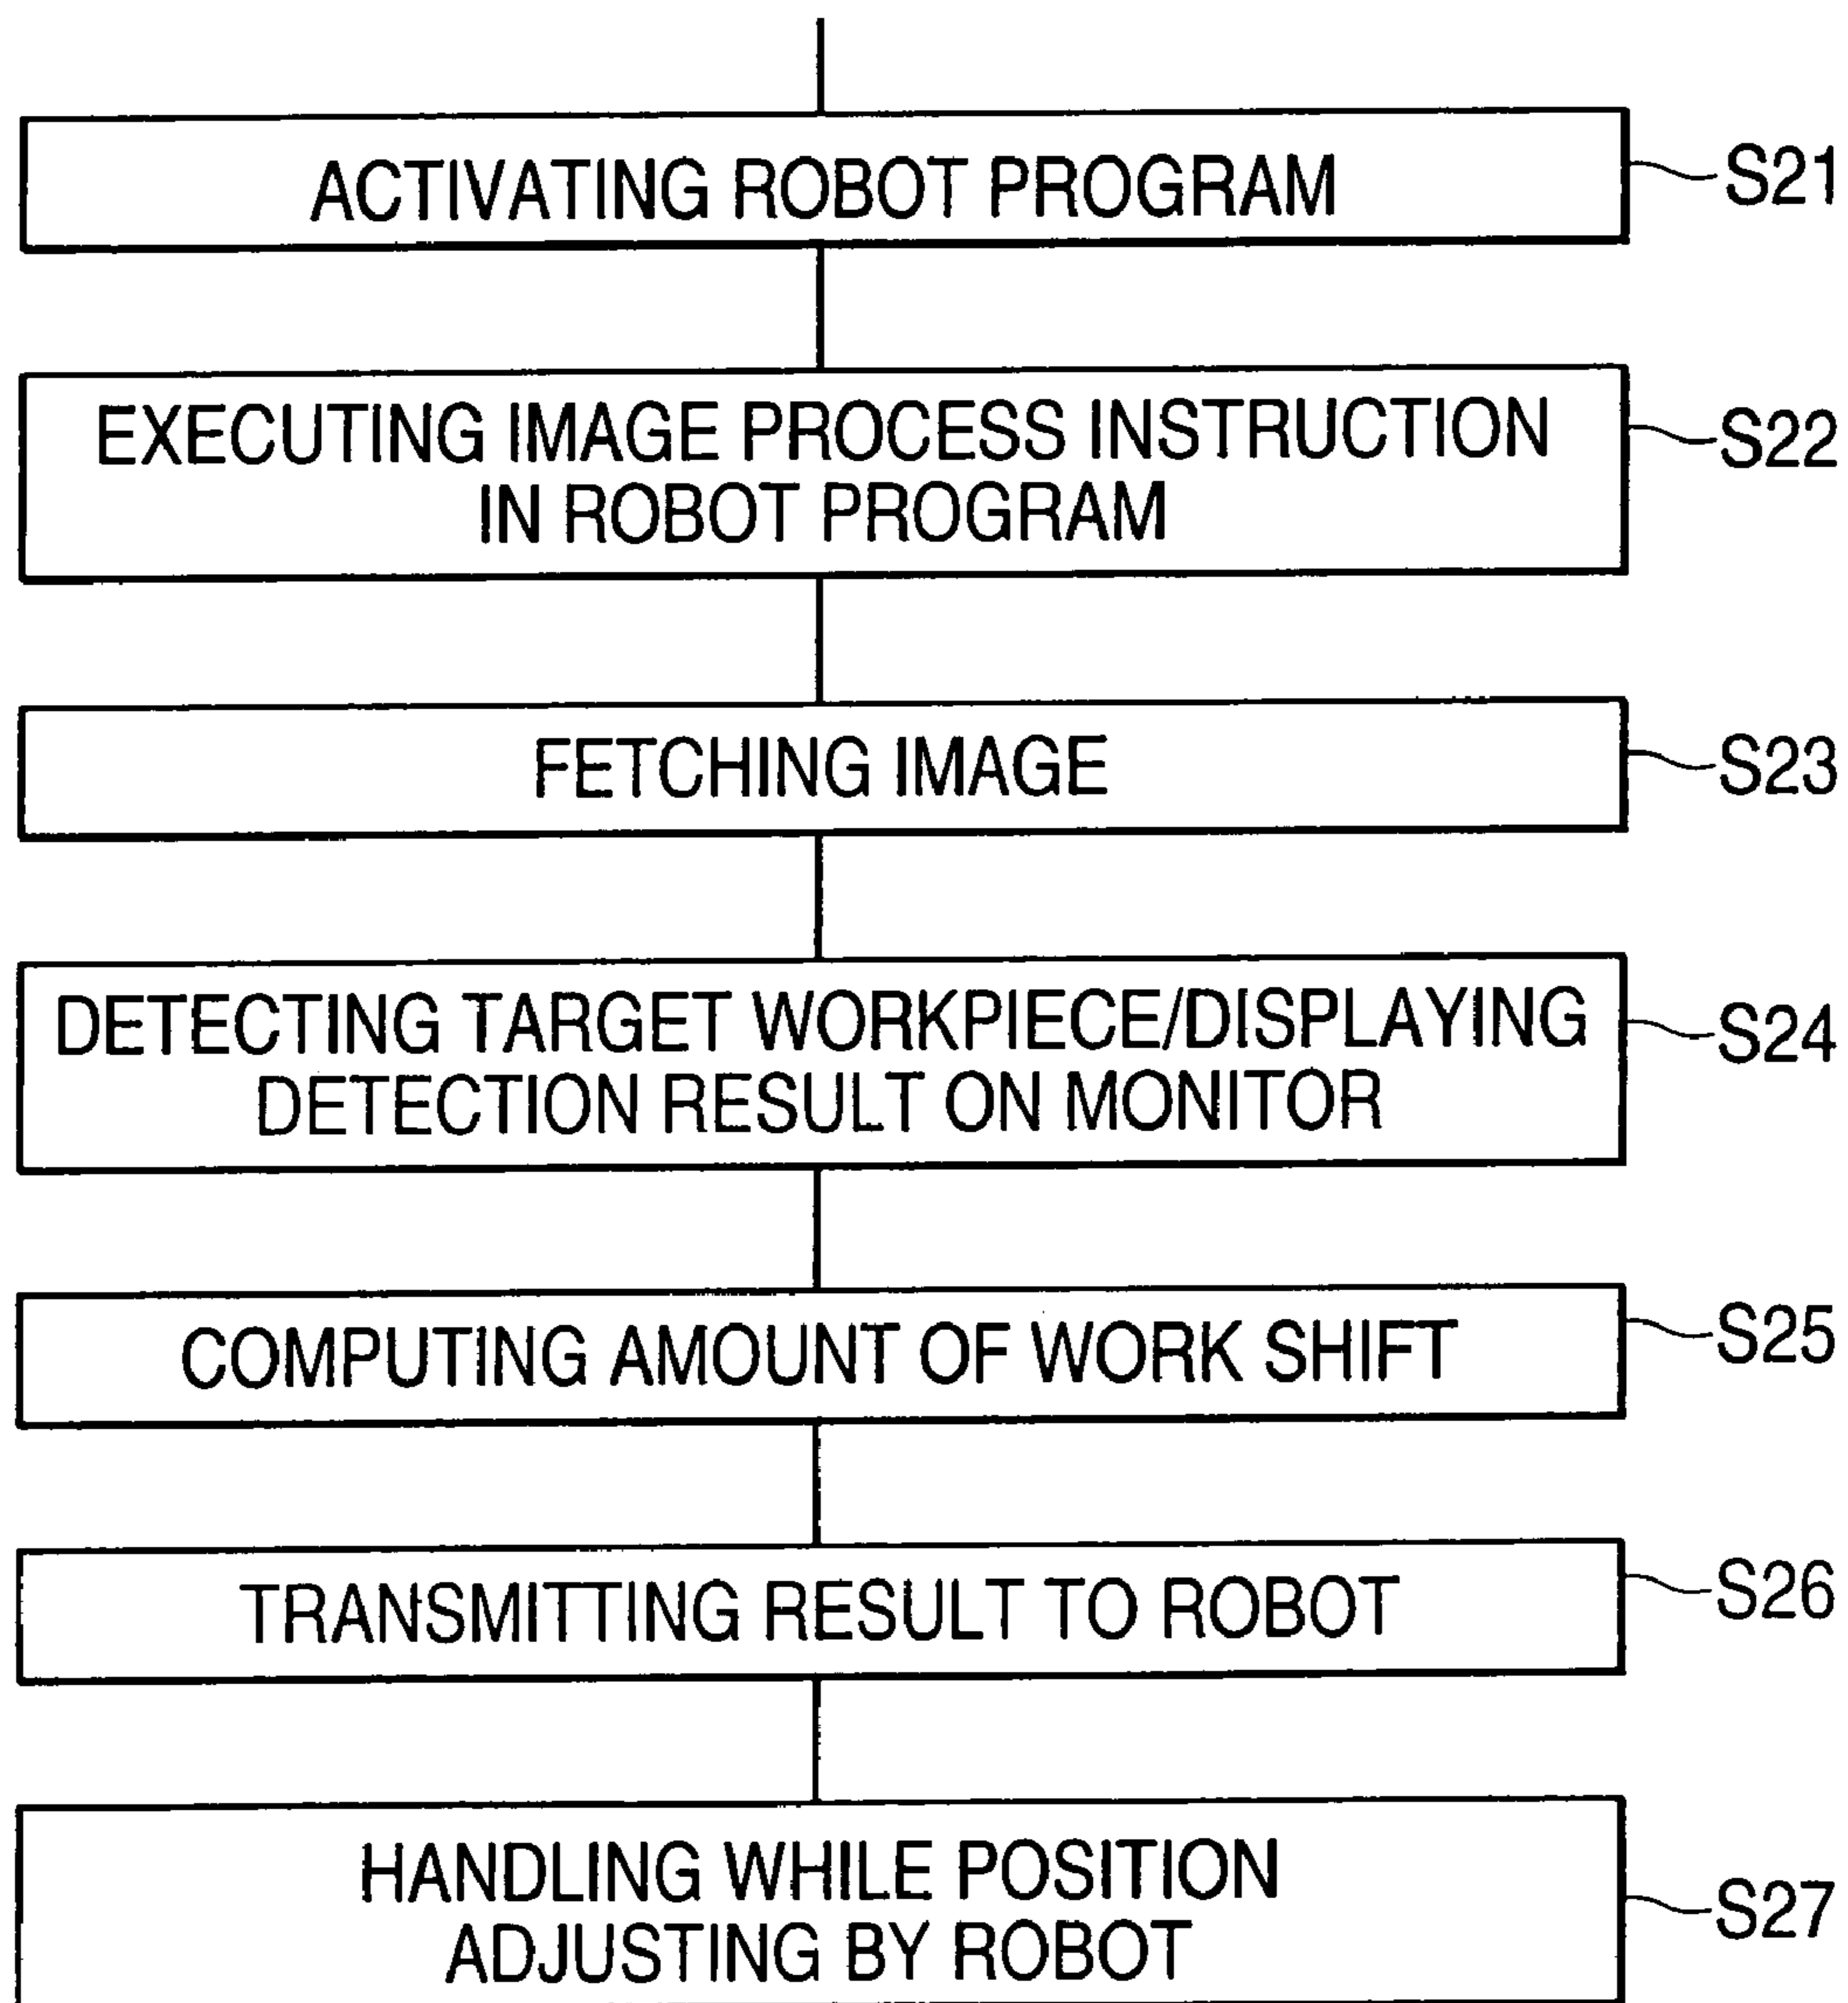 ACTIVATING ROBOT PROGRAM
S21
EXECUTING IMAGE PROCESS INSTRUCTION
IN ROBOT PROGRAM
S22
FETCHING IMAGE
S23
DETECTING TARGET WORKPIECE/DISPLAYING
DETECTION RESULT ON MONITOR
S24
COMPUTING AMOUNT OF WORK SHIFT
S25
TRANSMITTING RESULT TO ROBOT
S26
HANDLING WHILE POSITION
ADJUSTING BY ROBOT
S27